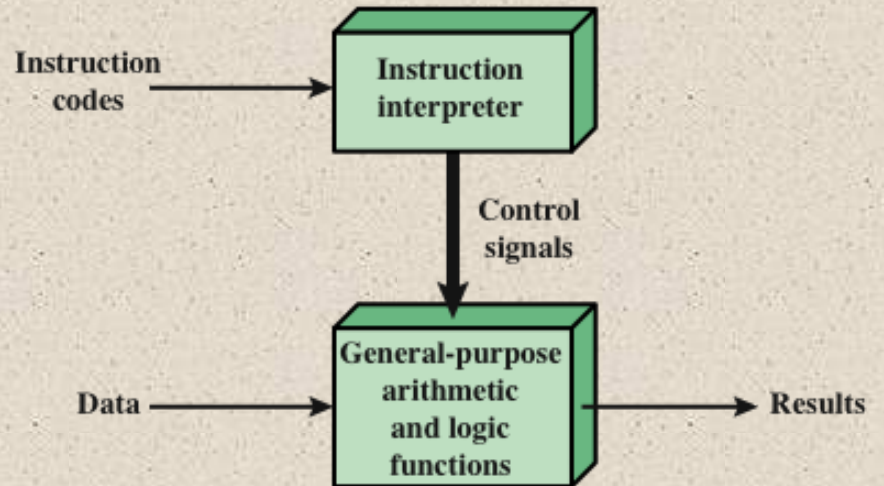 Instruction
codes
Instruction
interpreter
Control
signals
Data
General-purpose
arithmetic
and logic
functions
Results